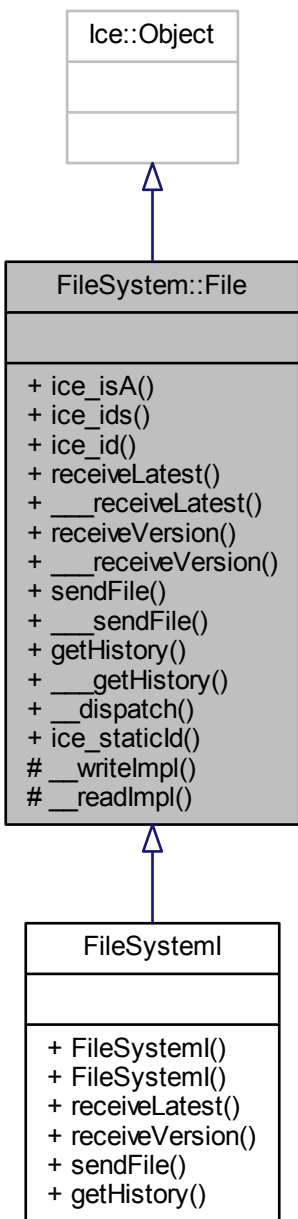 Ice::Object
FileSystem::File
+ ice_isA()
+ ice_ids()
+ ice_id()
+ receiveLatest()
+ ___receiveLatest()
+ receiveVersion()
+ ___receiveVersion()
+ sendFile()
+ ___sendFile()
+ getHistory()
+ ___getHistory()
+ __dispatch()
+ ice_staticId()
# __writeImpl()
# __readImpl()
FileSystemI
+ FileSystemI()
+ FileSystemI()
+ receiveLatest()
+ receiveVersion()
+ sendFile()
+ getHistory()